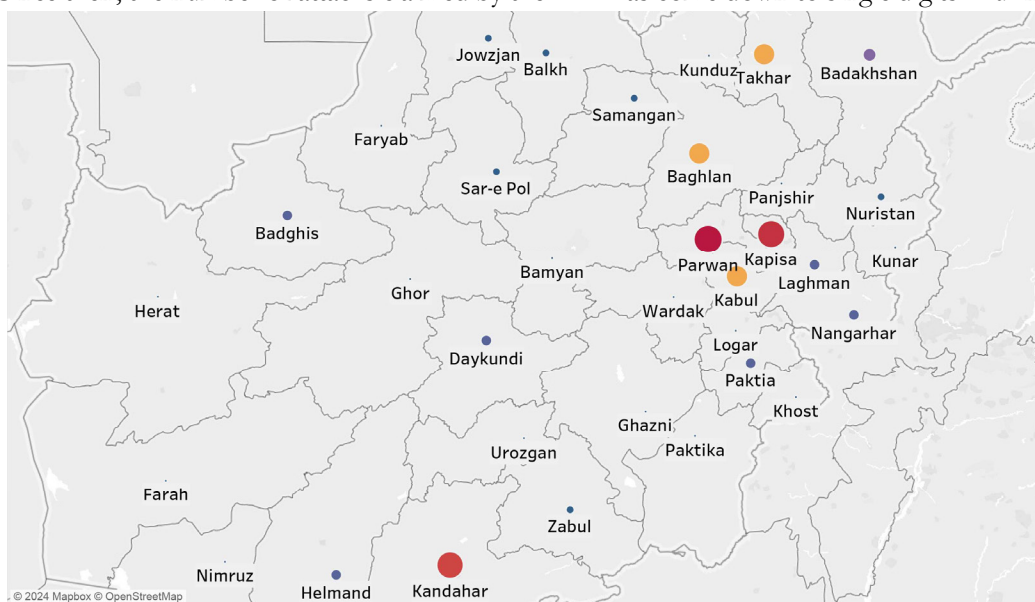 Jowzjan
Balkh
Kunduz
Takhar
Badakhshan
Samangan
Faryab
Baghlan
Sar-e Pol
Panjshir
Nuristan
Badghis
Parwan
Kapisa
Kunar
Bamyan
Laghman
Ghor
Kabul
Herat
Wardak
Nangarhar
Logar
Daykundi
Paktia
Khost
Ghazni
Paktika
Urozgan
Farah
Zabul
Nimruz
Helmand
Kandahar
© 2024 Mapbox © OpenStreetMap